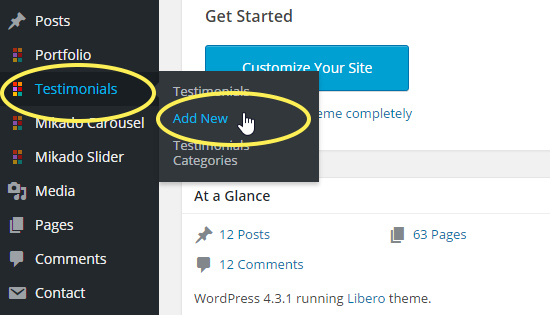 Posts
Portfolio
Testimonials
Mikado Carousel
Mikado Slider
Media
Pages
Comments
Contact
Testimonials
Add New
Testimonials
Categories
Get Started
Customize Your Site
eme completely
At a Glance
12 Posts
63 Pages
12 Comments
WordPress 4.3.1 running Libero theme.